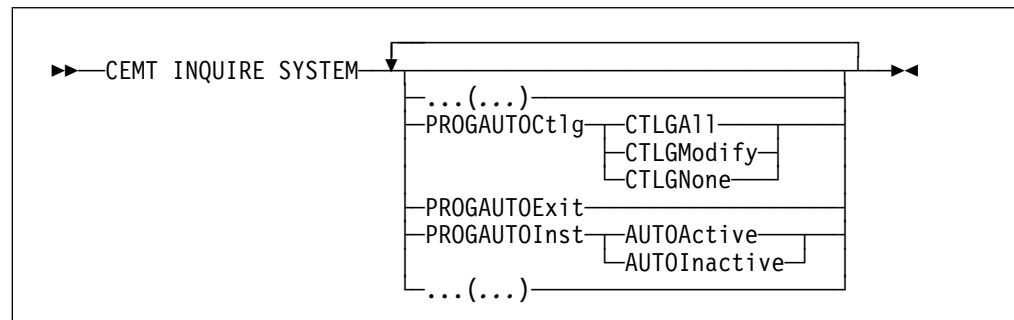 CEMT INQUIRE SYSTEM
...(...)
PROGAUTOCtlg CTLGAll
CTLGModify
CTLGNone
PROGAUTOExit
PROGAUTOInst AUTOActive
AUTOInactive
...(...)